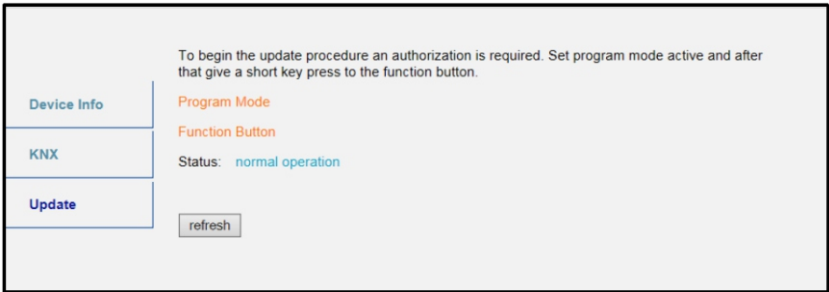 To begin the update procedure an authorization is required. Set program mode active and after
that give a short key press to the function button.
Device Info
Program Mode
Function Button
KNX
Status: normal operation
Update
refresh